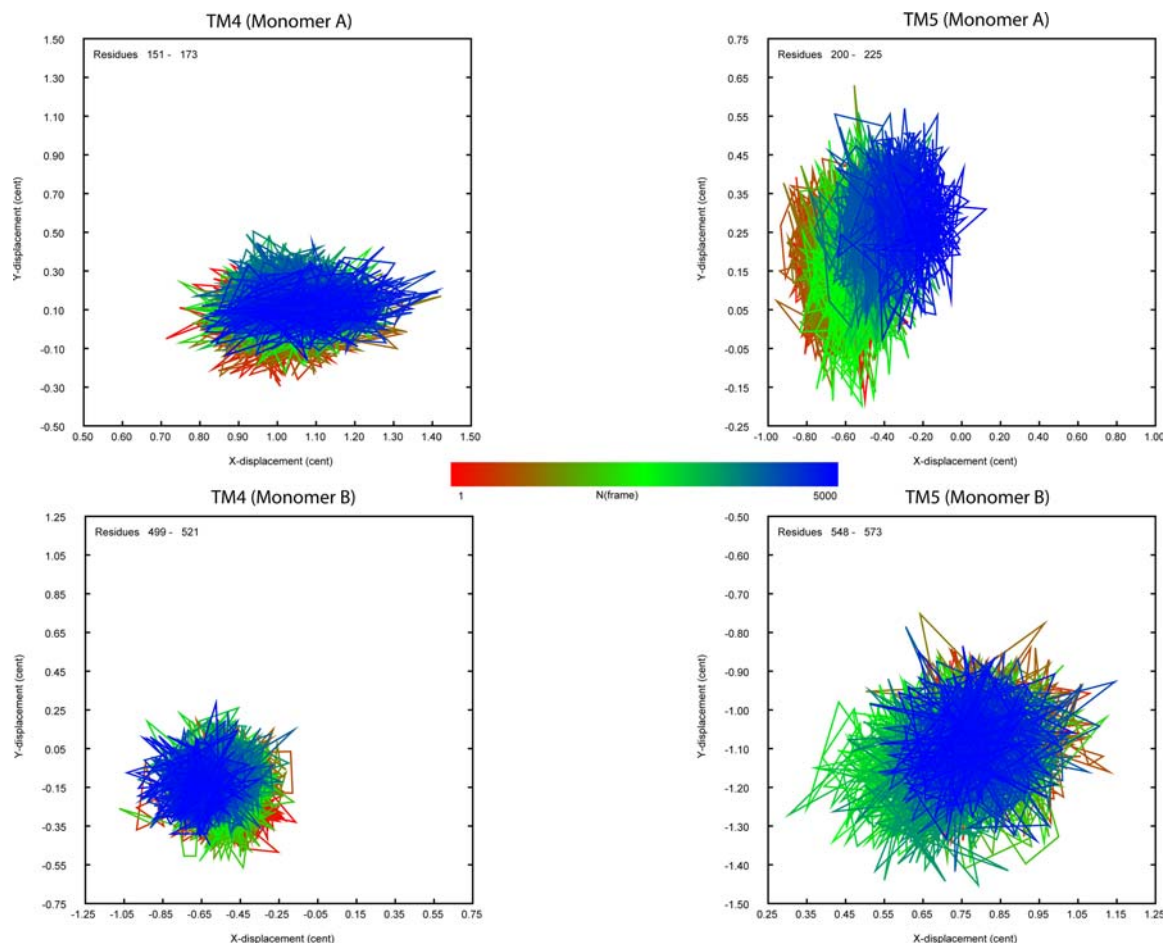 TM4 (Monomer A)
1.50
Residues 151 - 173
1.30
1.10
0.90
0.70
0.50
0.30
0.10
-0.10
-0.30
-0.50
Y-displacement (cent)
0.50 0.60 0.70 0.80 0.90 1.00 1.10 1.20 1.30 1.40 1.50
X-displacement (cent)
TM5 (Monomer A)
0.75
Residues 200 - 225
0.65
0.55
0.45
0.35
0.25
0.15
0.05
-0.05
-0.15
-0.25
Y-displacement (cent)
-1.00 -0.80 -0.60 -0.40 -0.20 0.00 0.20 0.40 0.60 0.80 1.00
X-displacement (cent)
1 N(frame) 5000
TM4 (Monomer B)
1.25
Residues 499 - 521
1.05
0.85
0.65
0.45
0.25
0.05
-0.15
-0.35
-0.55
-0.75
Y-displacement (cent)
-1.25 -1.05 -0.85 -0.65 -0.45 -0.25 -0.05 0.15 0.35 0.55 0.75
X-displacement (cent)
TM5 (Monomer B)
-0.50
Residues 548 - 573
-0.60
-0.70
-0.80
-0.90
-1.00
-1.10
-1.20
-1.30
-1.40
-1.50
Y-displacement (cent)
0.25 0.35 0.45 0.55 0.65 0.75 0.85 0.95 1.05 1.15 1.25
X-displacement (cent)